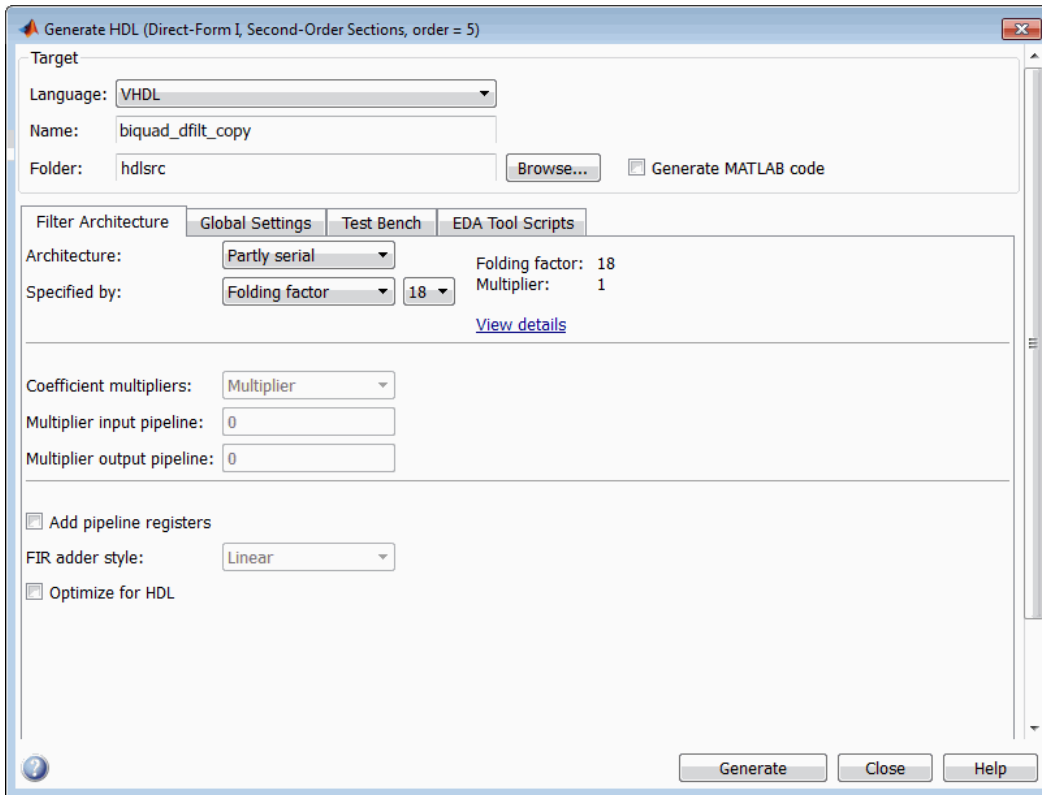 Generate HDL (Direct-Form I, Second-Order Sections, order = 5)
Target
Language: VHDL
Name: biquad_dfilt_copy
Folder: hdlsrc Browse... Generate MATLAB code
Filter Architecture Global Settings Test Bench EDA Tool Scripts
Architecture: Partly serial Folding factor: 18
Specified by: Folding factor 18 Multiplier: 1
View details
Coefficient multipliers: Multiplier
Multiplier input pipeline: 0
Multiplier output pipeline: 0
Add pipeline registers
FIR adder style: Linear
Optimize for HDL
? Generate Close Help